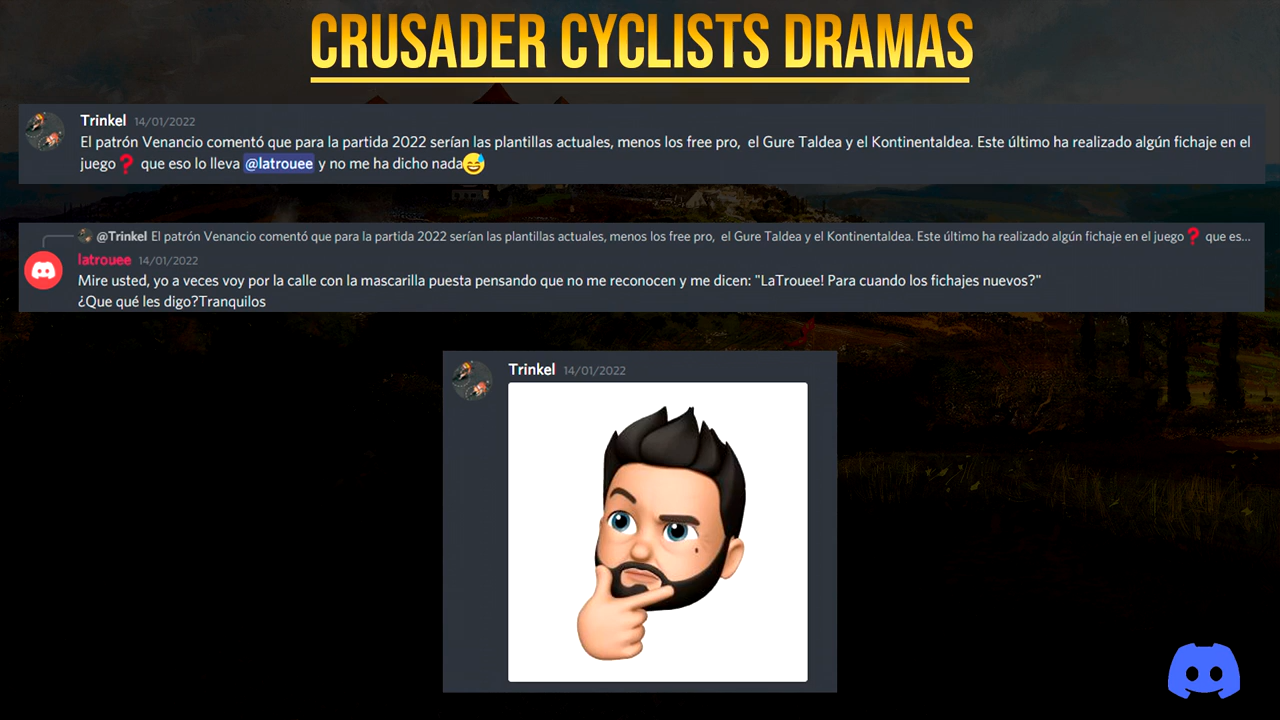 CRUSADER CYCLISTS DRAMAS
Trinkel 14/01/2022
El patrón Venancio comentó que para la partida 2022 serían las plantillas actuales, menos los free pro, el Gure Taldea y el Kontinentaldea. Este último ha realizado algún fichaje en el
juego❓ que eso lo lleva @latrouee y no me ha dicho nada😅
@Trinkel El patrón Venancio comentó que para la partida 2022 serían las plantillas actuales, menos los free pro, el Gure Taldea y el Kontinentaldea. Este último ha realizado algún fichaje en el juego❓ que es...
latrouee 14/01/2022
Mire usted, yo a veces voy por la calle con la mascarilla puesta pensando que no me reconocen y me dicen: "LaTrouee! Para cuando los fichajes nuevos?"
¿Que qué les digo?Tranquilos
Trinkel 14/01/2022